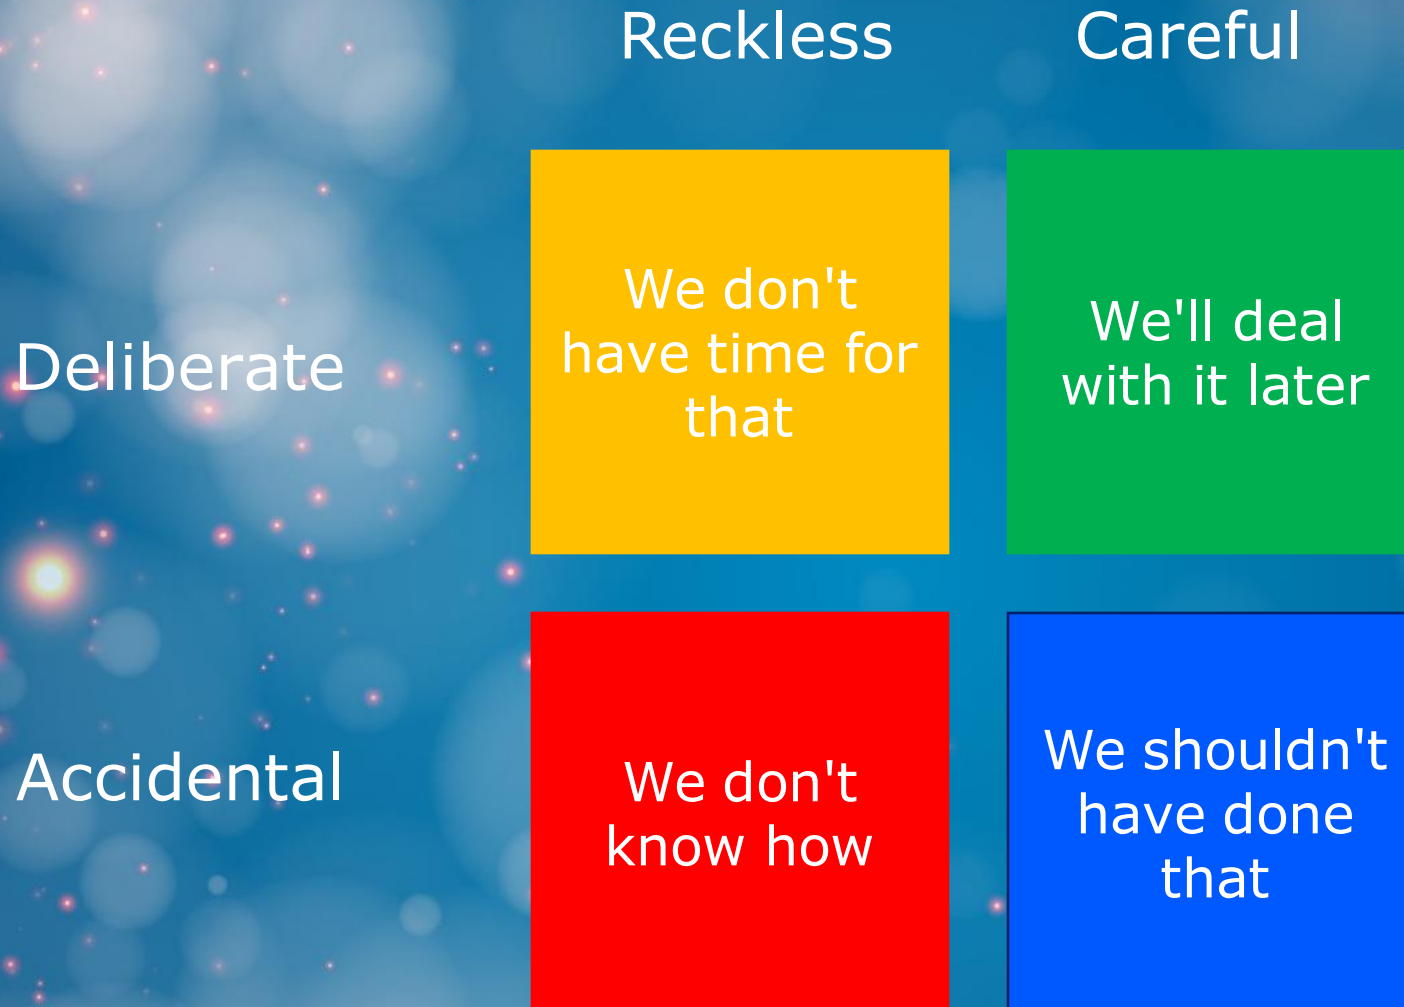 Reckless
Careful
Deliberate
We don't
have time for
that
We'll deal
with it later
Accidental
We don't
know how
We shouldn't
have done
that